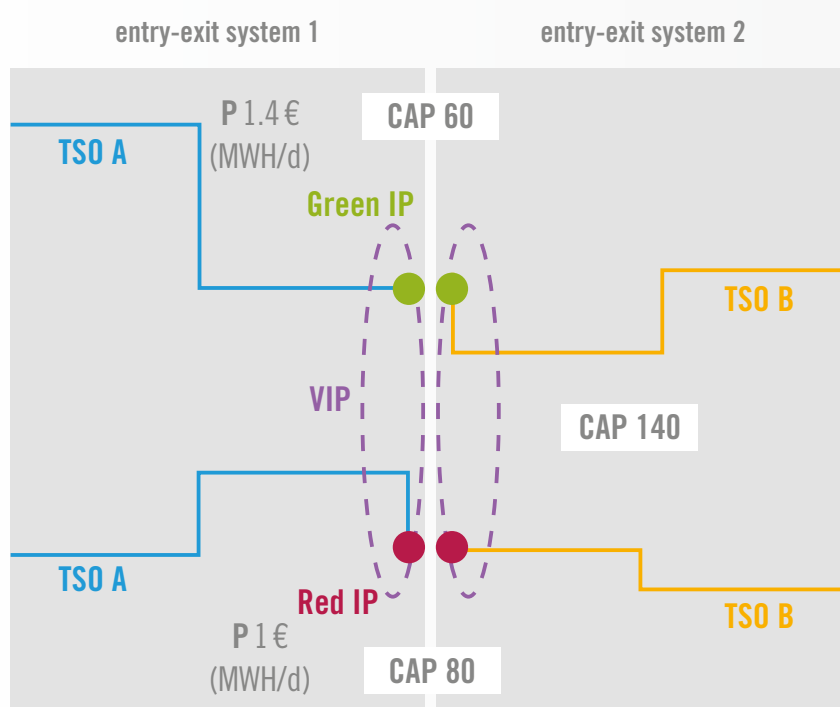 entry-exit system 1
entry-exit system 2
P 1.4 €
(MWH/d)
CAP 60
TSO A
Green IP
TSO B
VIP
CAP 140
TSO A
Red IP
TSO B
P 1 €
(MWH/d)
CAP 80